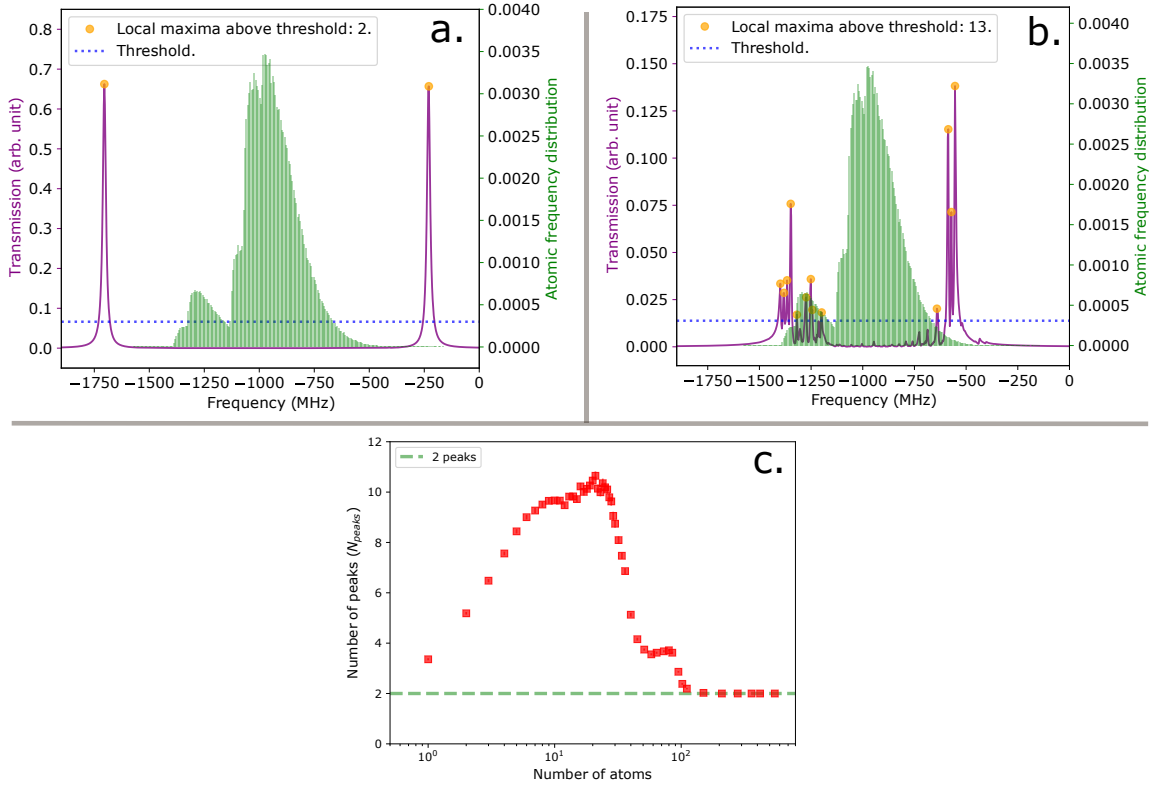 a.
Local maxima above threshold: 2.
Threshold.
0.8
0.7
0.6
0.5
0.4
0.3
0.2
0.1
0.0
Transmission (arb. unit)
0.0040
0.0035
0.0030
0.0025
0.0020
0.0015
0.0010
0.0005
0.0000
Atomic frequency distribution
−1750 −1500 −1250 −1000 −750 −500 −250 0
Frequency (MHz)
b.
Local maxima above threshold: 13.
Threshold.
0.175
0.150
0.125
0.100
0.075
0.050
0.025
0.000
Transmission (arb. unit)
0.0040
0.0035
0.0030
0.0025
0.0020
0.0015
0.0010
0.0005
0.0000
Atomic frequency distribution
−1750 −1500 −1250 −1000 −750 −500 −250 0
Frequency (MHz)
c.
2 peaks
12
10
8
6
4
2
0
Number of peaks (N_peaks)
10⁰ 10¹ 10²
Number of atoms